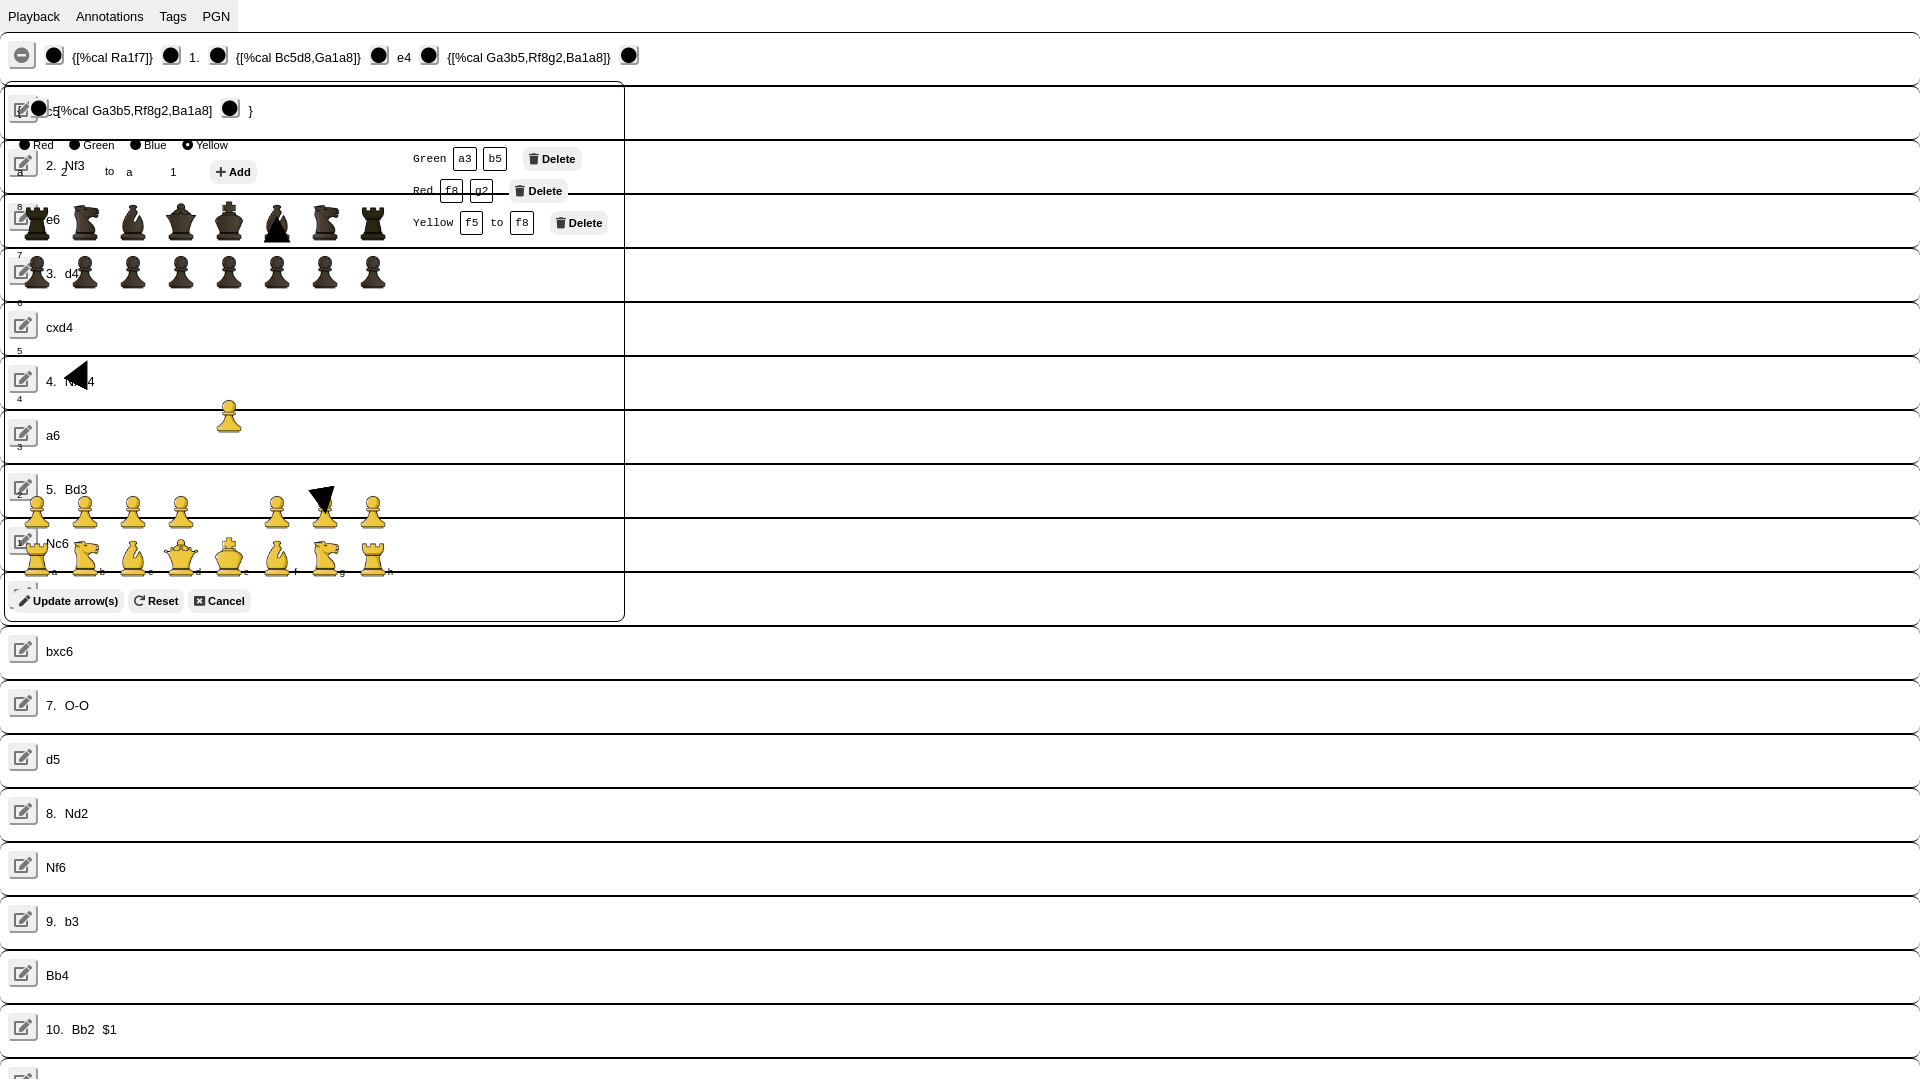 Playback Annotations Tags PGN
{[%cal Ra1f7]} 1. {[%cal Bc5d8,Ga1a8]} e4 {[%cal Ga3b5,Rf8g2,Ba1a8]}
{ [%cal Ga3b5,Rf8g2,Ba1a8] }
c5
Red Green Blue Yellow
Green a3 b5 Delete
2. Nf3
a 2 to a 1 Add
Red f8 g2 Delete
8
e6
Yellow f5 to f8 Delete
7
3. d4
6
cxd4
5
4.
4
a6
3
5. Bd3
2
Nc6
1
a b c d e f g h
Update arrow(s) Reset Cancel
bxc6
7. O-O
d5
8. Nd2
Nf6
9. b3
Bb4
10. Bb2 $1